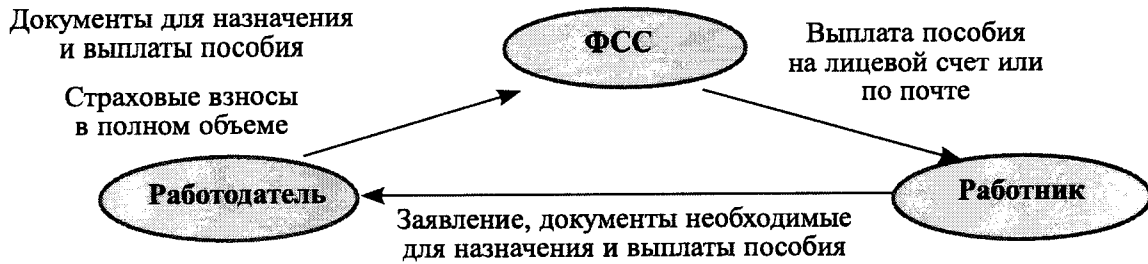 Документы для назначения
и выплаты пособия
ФСС
Выплата пособия
на лицевой счет или
по почте
Страховые взносы
в полном объеме
Работодатель
Работник
Заявление, документы необходимые
для назначения и выплаты пособия